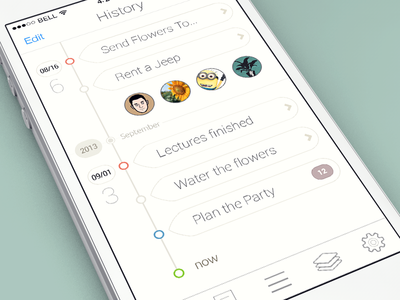 BELL
4:2
Edit
History
Send Flowers To...
08/16
6
Rent a Jeep
September
2013
Lectures finished
09/01
3
Water the flowers
Plan the Party
12
now